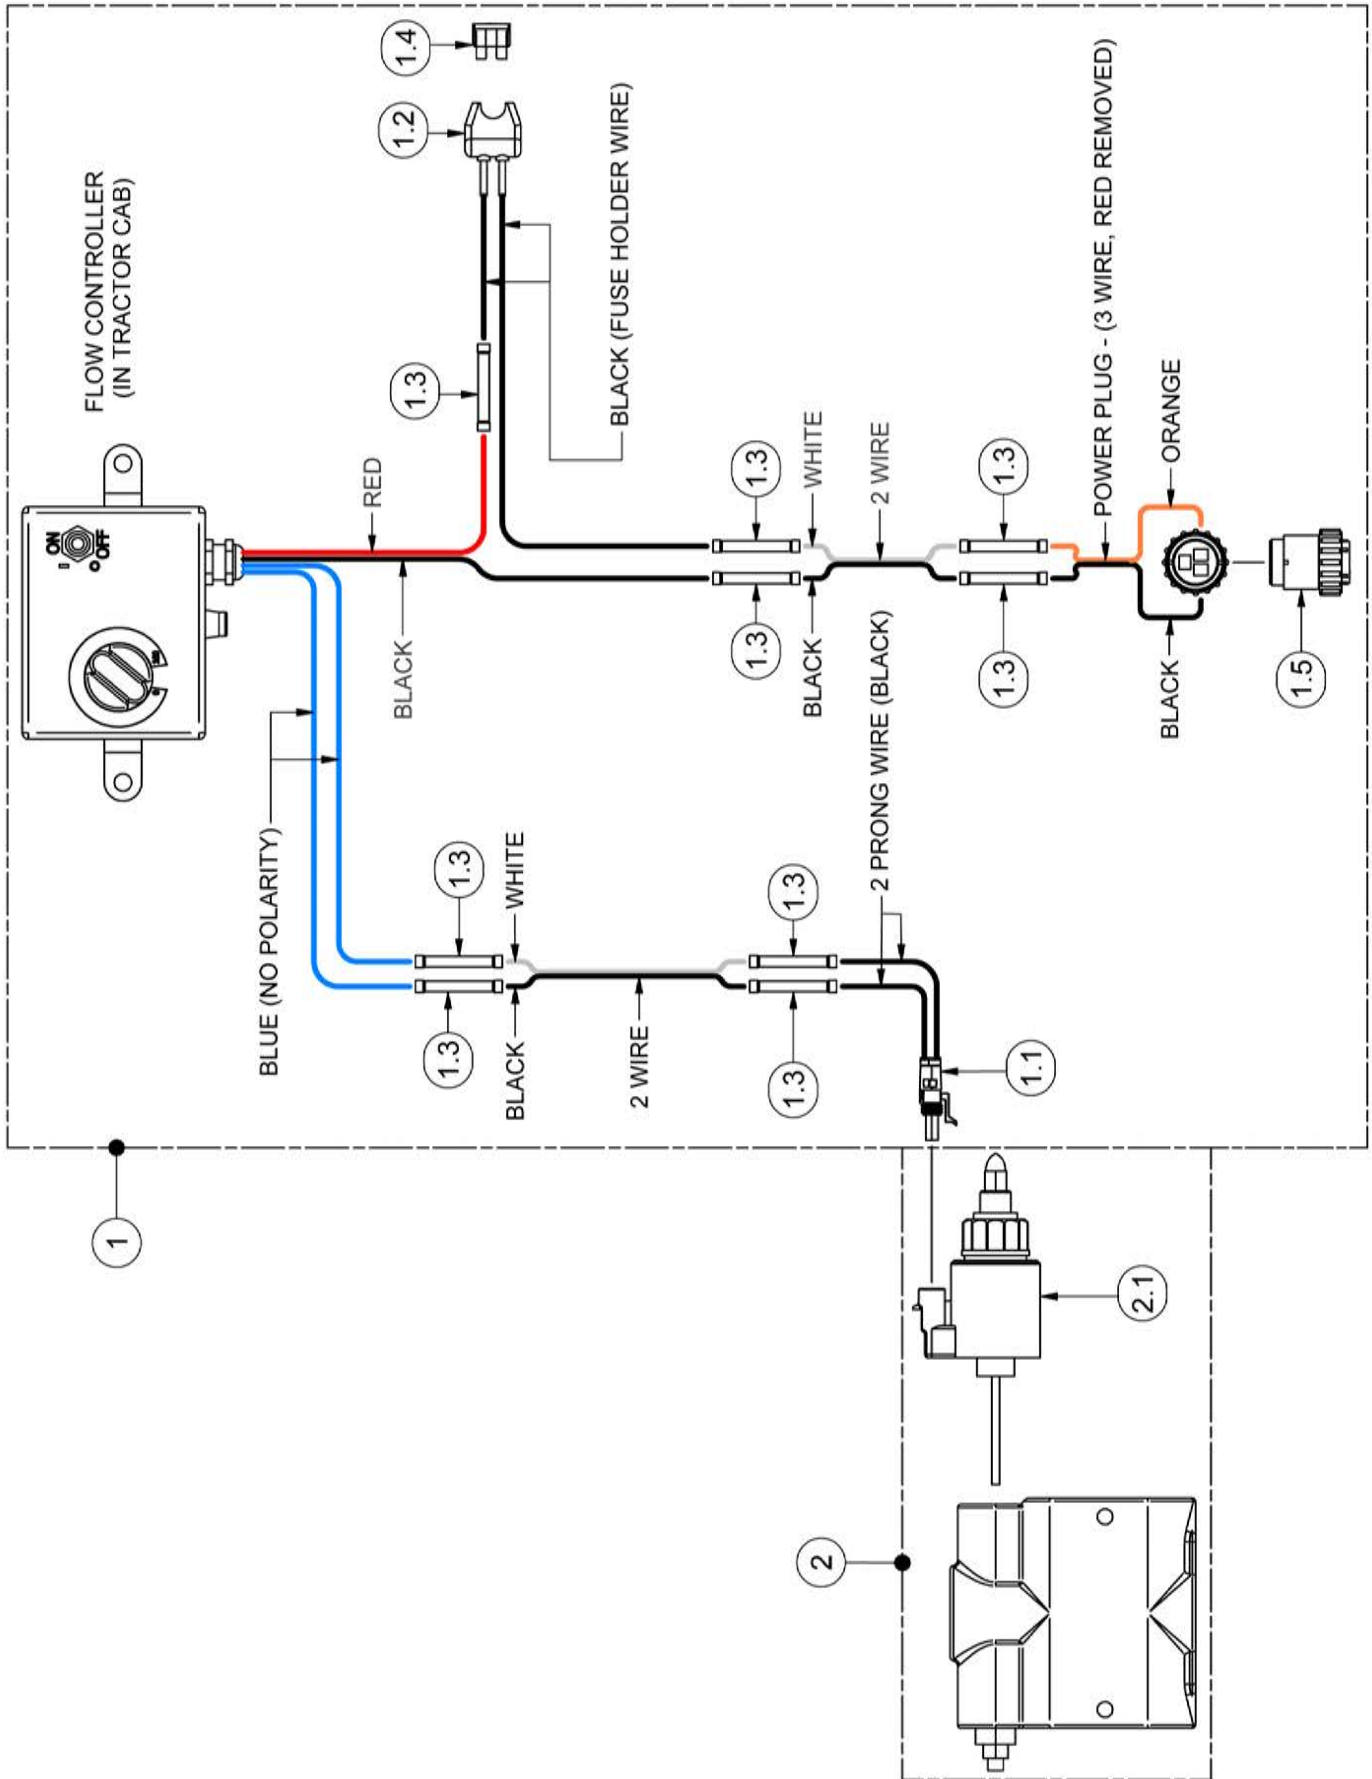 1
FLOW CONTROLLER
(IN TRACTOR CAB)
ON
I
O
OFF
BLUE (NO POLARITY)
RED
BLACK
1.3
1.2
1.4
1.3
1.3
BLACK
WHITE
BLACK (FUSE HOLDER WIRE)
2 WIRE
1.3
1.3
1.3
1.3
BLACK
WHITE
2
2 PRONG WIRE (BLACK)
2 WIRE
1.3
1.3
1.1
POWER PLUG - (3 WIRE, RED REMOVED)
2.1
BLACK
ORANGE
1.5